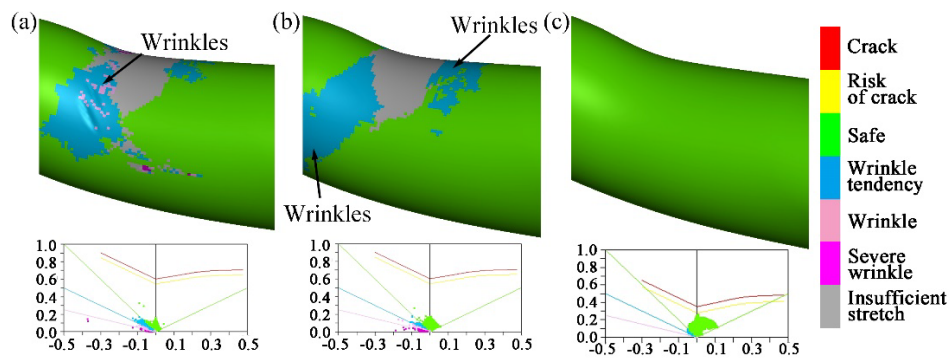 (a)
Wrinkles
(b)
Wrinkles
Wrinkles
(c)
Crack
Risk
of crack
Safe
Wrinkle
tendency
Wrinkle
Severe
wrinkle
Insufficient
stretch
1.0
0.8
0.6
0.4
0.2
0.0
-0.5 -0.3 -0.1 0.1 0.3 0.5
1.0
0.8
0.6
0.4
0.2
0.0
-0.5 -0.3 -0.1 0.1 0.3 0.5
1.0
0.8
0.6
0.4
0.2
0.0
-0.5 -0.3 -0.1 0.1 0.3 0.5